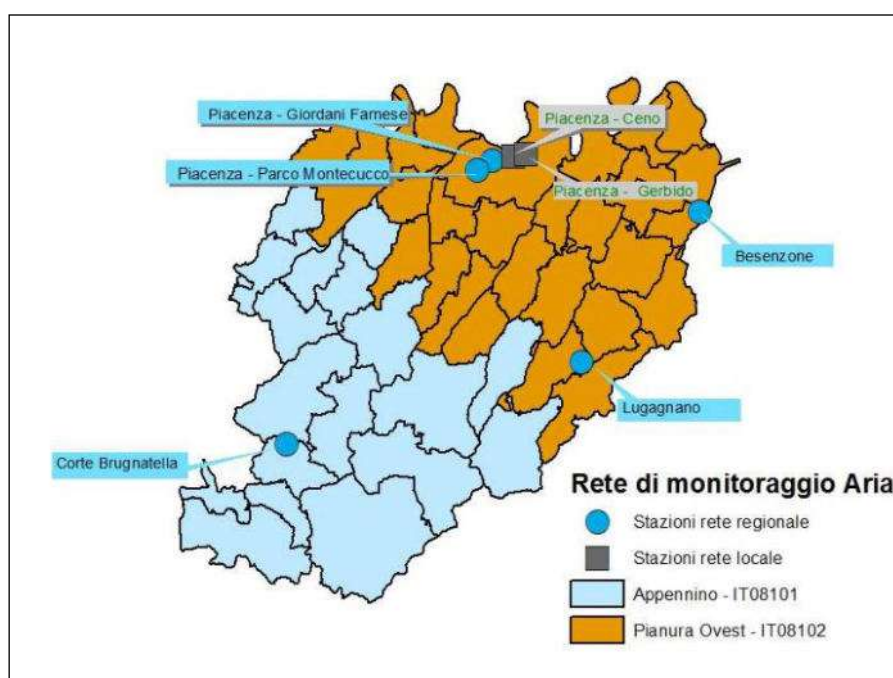 Piacenza - Giordani Farnese
Piacenza - Ceno
Piacenza - Parco Montecucco
Piacenza - Gerbido
Besenzone
Lugagnano
Corte Brugnatella
Rete di monitoraggio Aria
Stazioni rete regionale
Stazioni rete locale
Appennino - IT08101
Pianura Ovest - IT08102